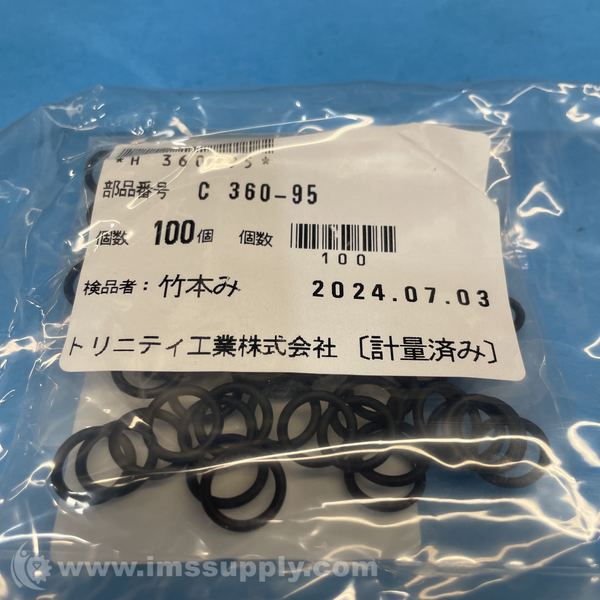 *H 360-95*
部品番号 C 360-95
個数 100個 個数
100
検品者：竹本み 2024.07.03
トリニティ工業株式会社 〔計量済み〕
www.imssupply.com